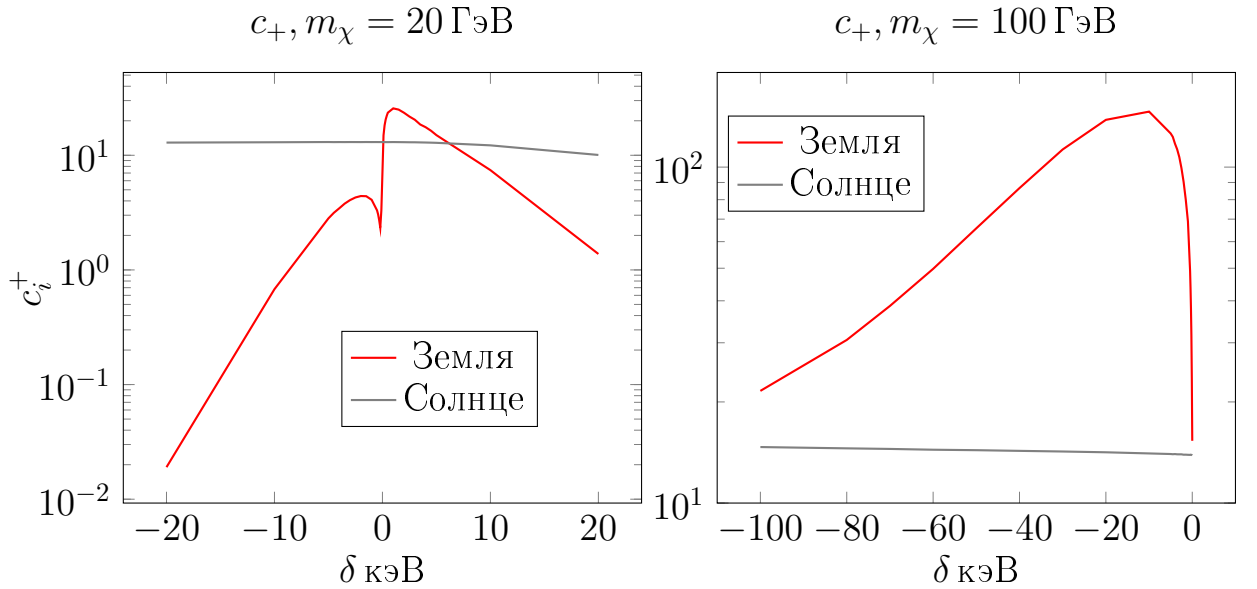 c₊, m_χ = 20 ГэВ
c_i^+
10¹
10⁰
10⁻¹
10⁻²
Земля
Солнце
−20 −10 0 10 20
δ кэВ
c₊, m_χ = 100 ГэВ
10²
10¹
Земля
Солнце
−100 −80 −60 −40 −20 0
δ кэВ